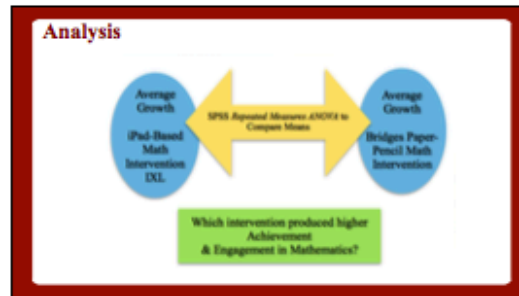 Analysis
Average
Growth
iPad-Based
Math
Intervention
IXL
SPSS Repeated Measures ANOVA to
Compare Means
Average
Growth
Bridges Paper-
Pencil Math
Intervention
Which intervention produced higher
Achievement
& Engagement in Mathematics?